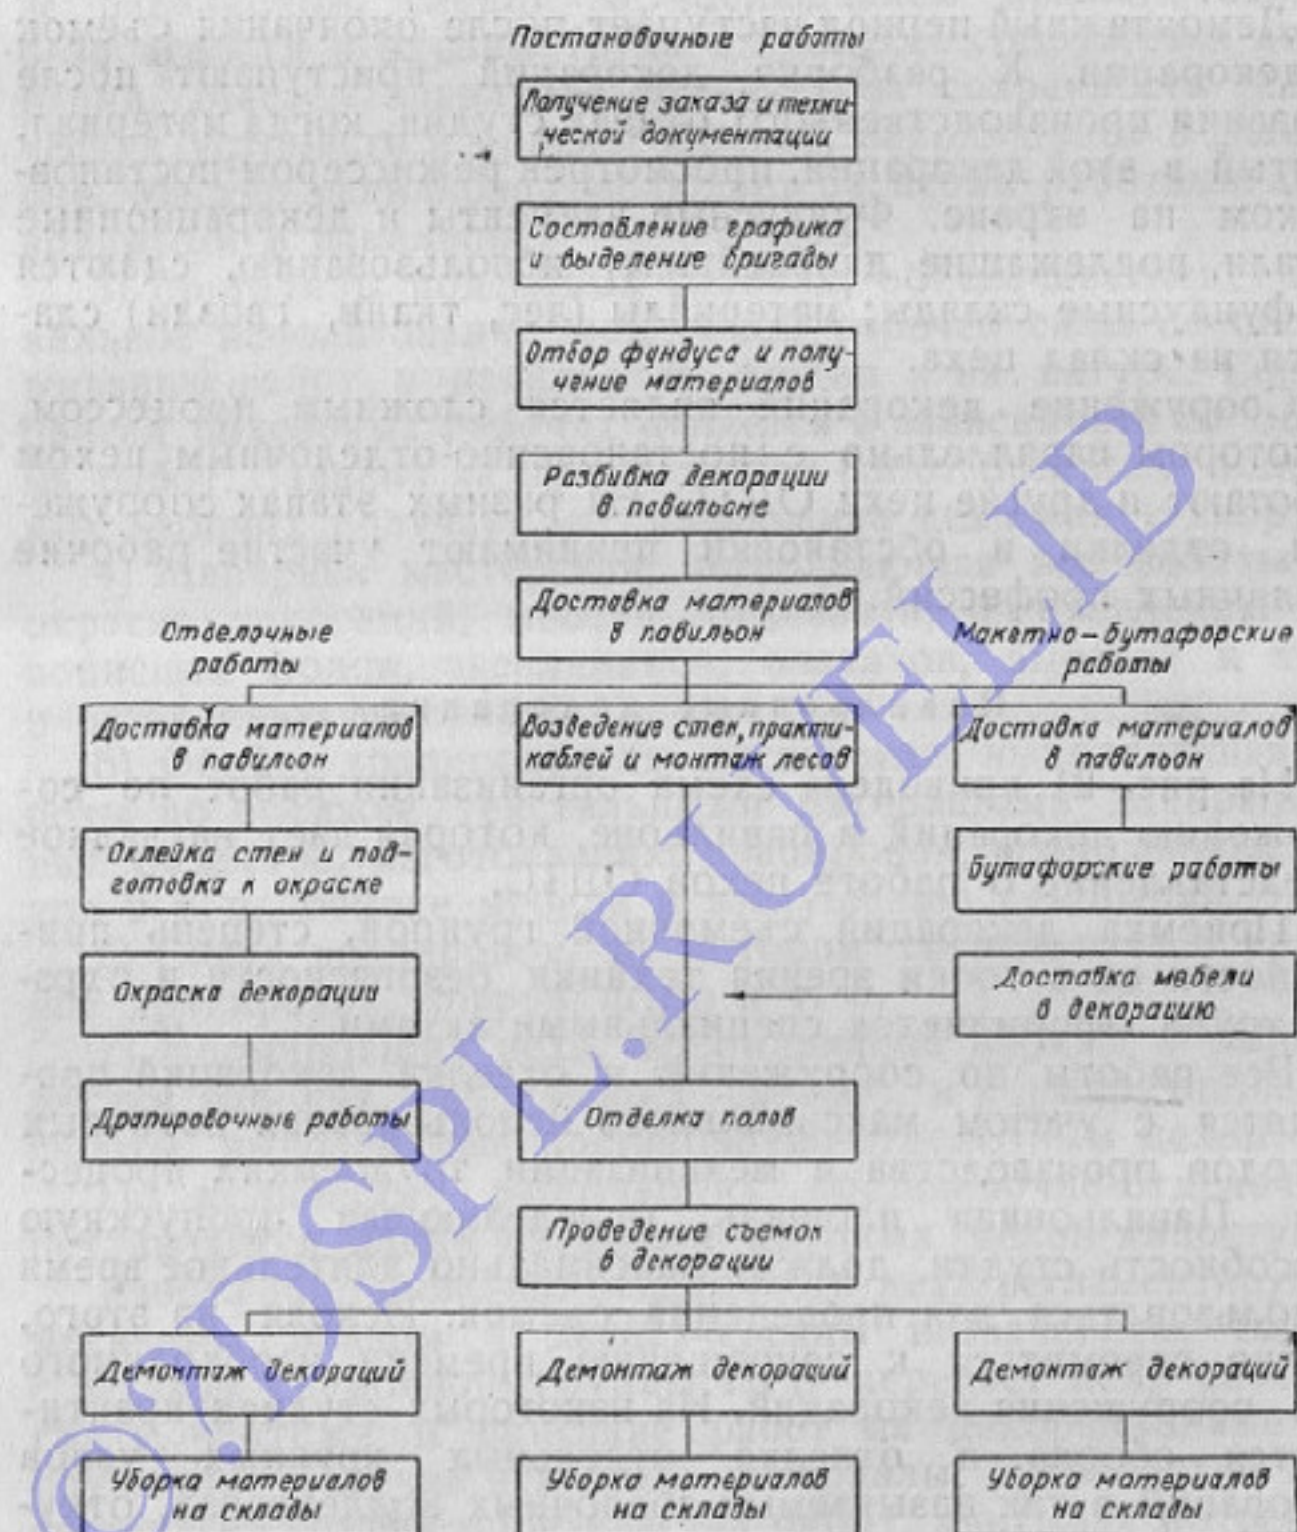 Постановочные работы
Получение заказа и техни-
ческой документации
Составление графика
и выделение бригады
Отбор фундуса и полу-
чение материалов
Разбивка декорации
в павильоне
Доставка материалов
в павильон
Отделочные
работы
Макетно-бутафорские
работы
Доставка материалов
в павильон
Возведение стен, практи-
каблей и монтаж лесов
Доставка материалов
в павильон
Оклейка стен и под-
готовка к окраске
Бутафорские работы
Окраска декорации
Доставка мебели
в декорацию
Драпировочные работы
Отделка полов
Проведение съемок
в декорации
Демонтаж декораций
Демонтаж декораций
Демонтаж декораций
Уборка материалов
на склады
Уборка материалов
на склады
Уборка материалов
на склады
©?DSPL.RU/ELIB